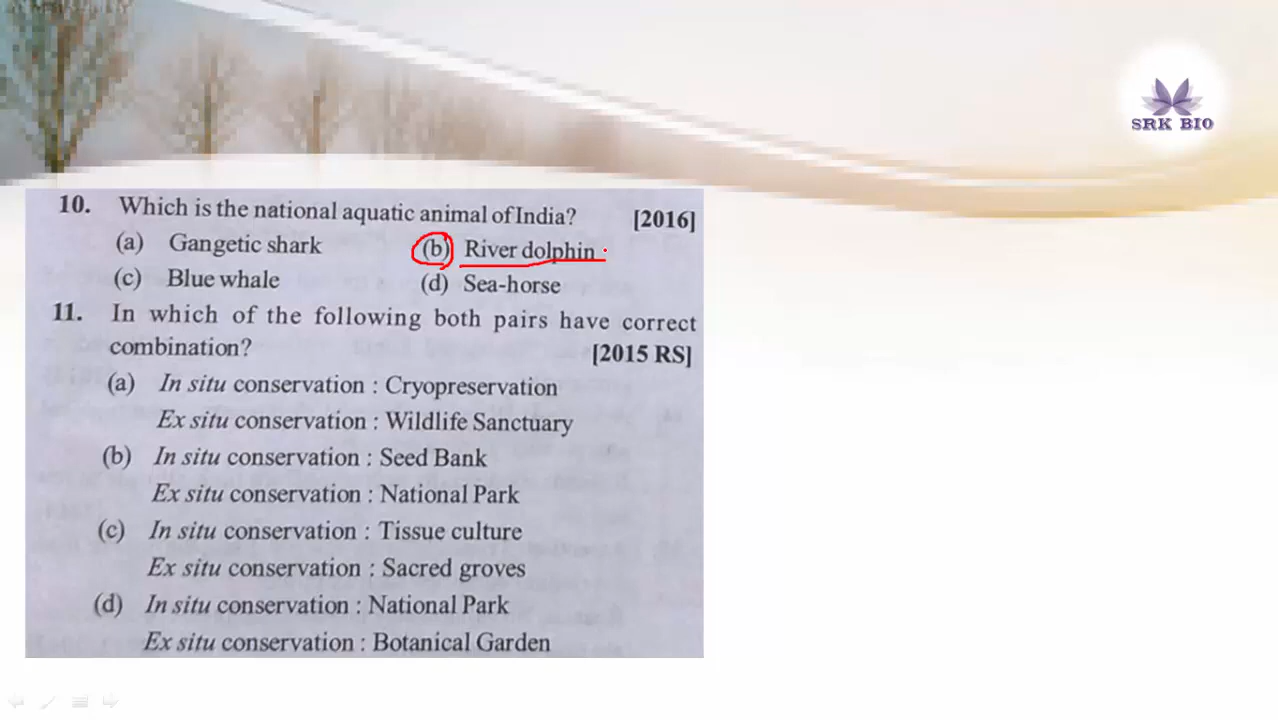 SRK BIO
10. Which is the national aquatic animal of India? [2016]
(a) Gangetic shark (b) River dolphin
(c) Blue whale (d) Sea-horse
11. In which of the following both pairs have correct
combination? [2015 RS]
(a) In situ conservation : Cryopreservation
Ex situ conservation : Wildlife Sanctuary
(b) In situ conservation : Seed Bank
Ex situ conservation : National Park
(c) In situ conservation : Tissue culture
Ex situ conservation : Sacred groves
(d) In situ conservation : National Park
Ex situ conservation : Botanical Garden